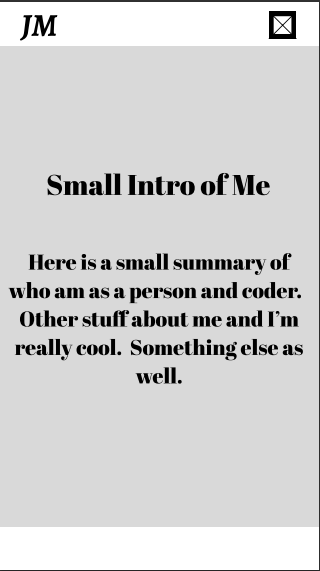 JM
Small Intro of Me
Here is a small summary of
who am as a person and coder.
Other stuff about me and I'm
really cool.  Something else as
well.